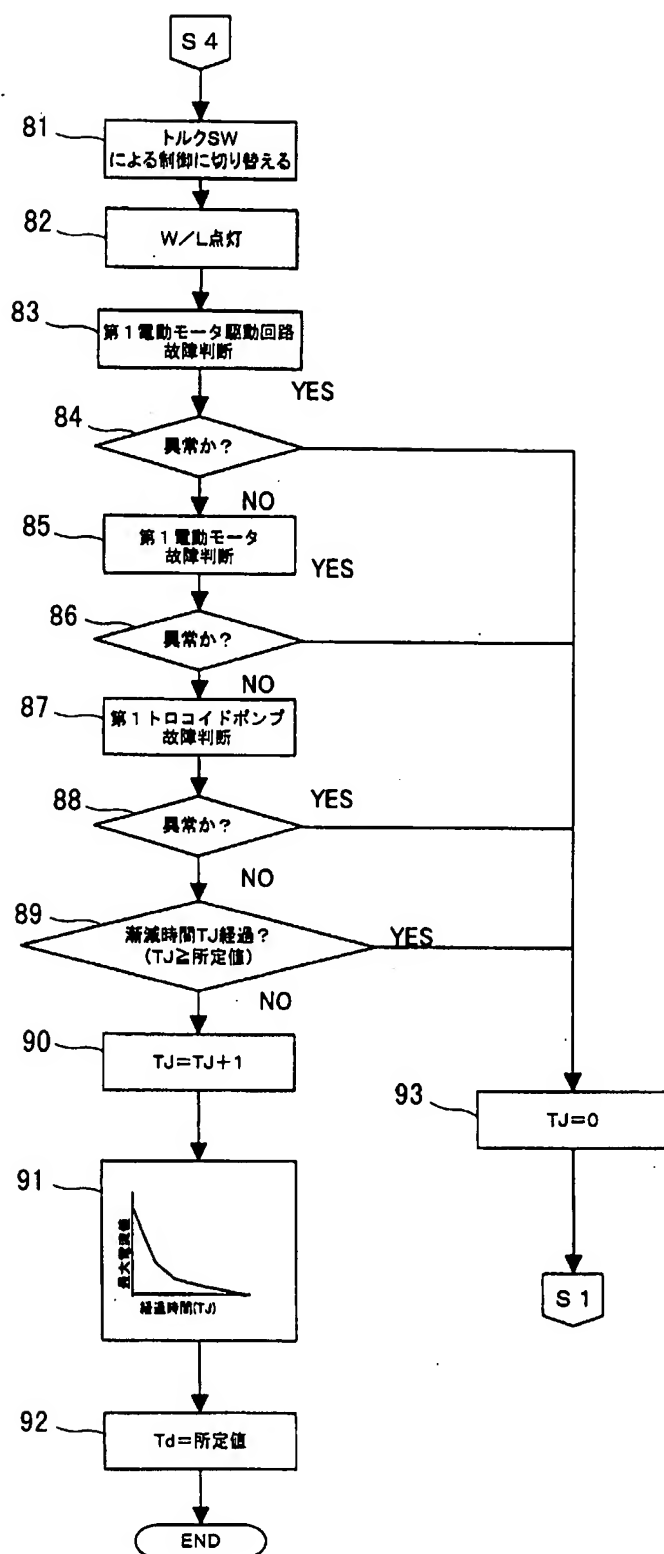 S 4
81
トルクSW
による制御に切り替える
82
W/L点灯
83
第1電動モータ駆動回路
故障判断
YES
84
異常か?
NO
85
第1電動モータ
故障判断
YES
86
異常か?
NO
87
第1トロコイドポンプ
故障判断
88
YES
異常か?
NO
89
漸減時間TJ経過?
(TJ≧所定値)
YES
NO
90
TJ=TJ+1
93
TJ=0
91
最大電流値
経過時間(TJ)
S 1
92
Td=所定値
END